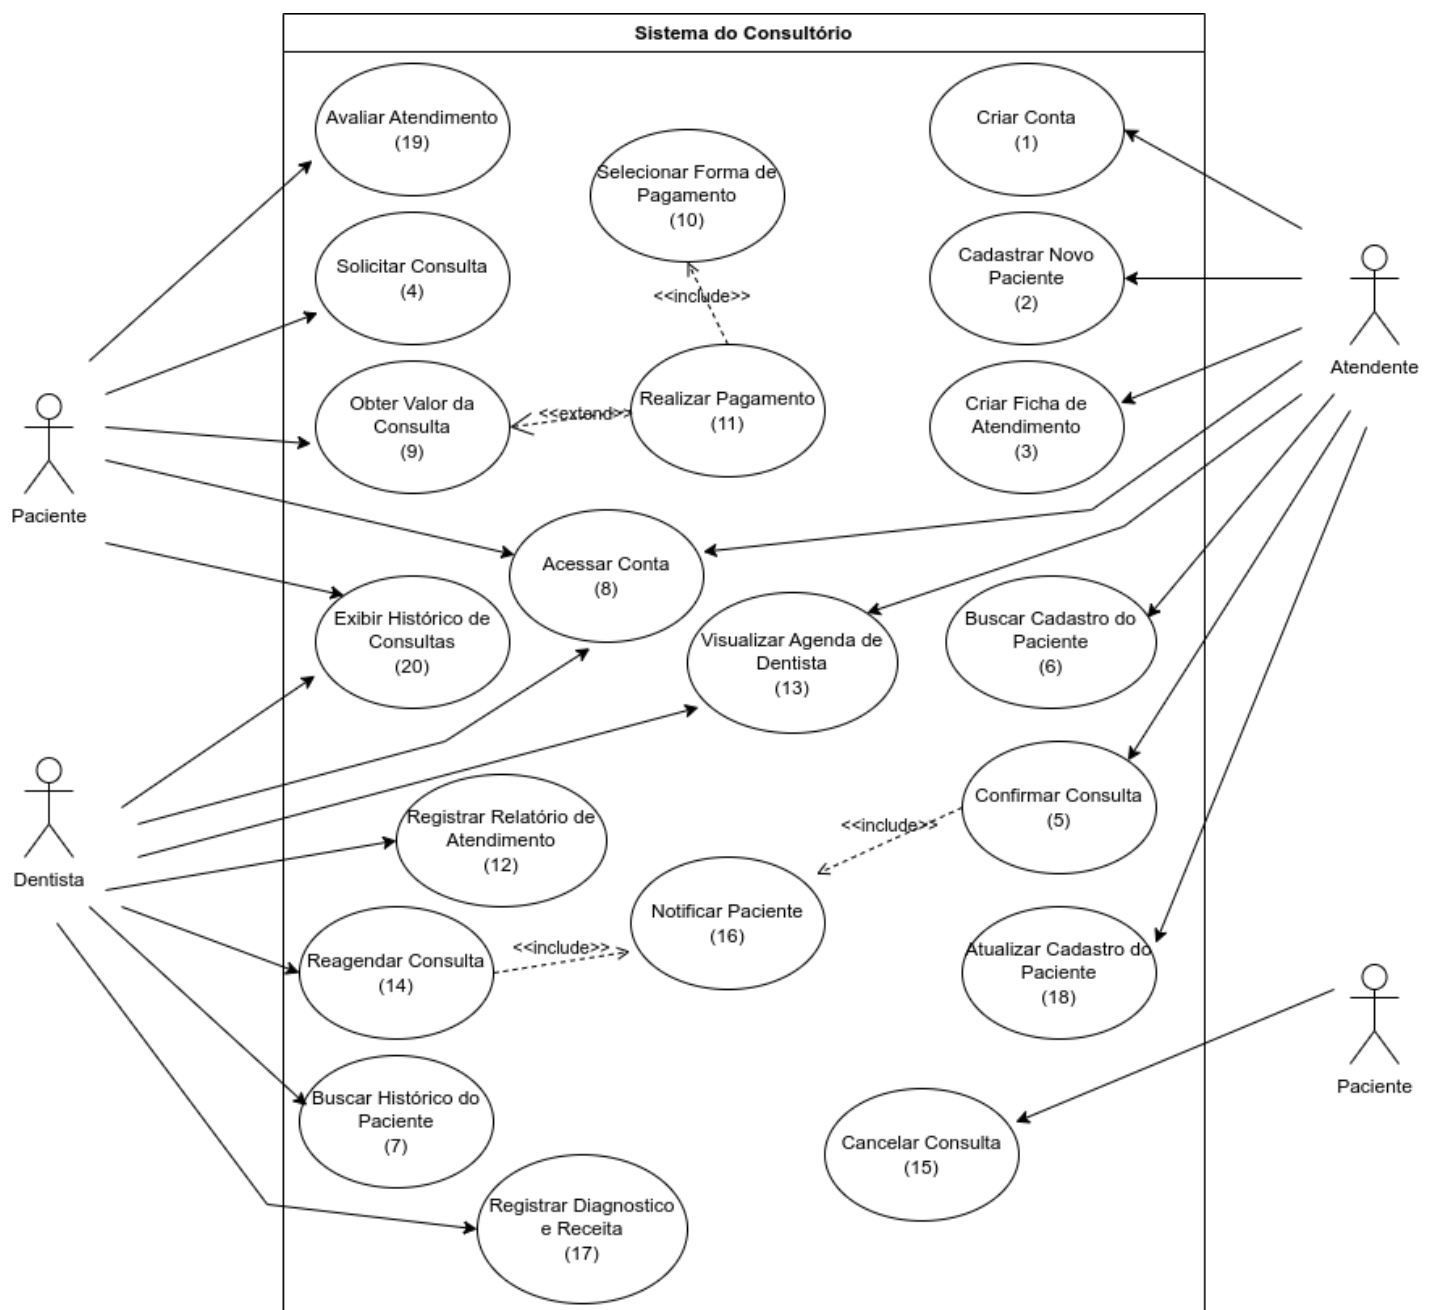 Sistema do Consultório
Avaliar Atendimento
(19)
Criar Conta
(1)
Selecionar Forma de
Pagamento
(10)
Solicitar Consulta
(4)
Cadastrar Novo
Paciente
(2)
<<include>>
Atendente
Obter Valor da
Consulta
(9)
<<extend>>
Realizar Pagamento
(11)
Criar Ficha de
Atendimento
(3)
Paciente
Acessar Conta
(8)
Exibir Histórico de
Consultas
(20)
Visualizar Agenda de
Dentista
(13)
Buscar Cadastro do
Paciente
(6)
Confirmar Consulta
(5)
<<include>>
Registrar Relatório de
Atendimento
(12)
Dentista
Notificar Paciente
(16)
<<include>>
Reagendar Consulta
(14)
Atualizar Cadastro do
Paciente
(18)
Paciente
Buscar Histórico do
Paciente
(7)
Cancelar Consulta
(15)
Registrar Diagnostico
e Receita
(17)